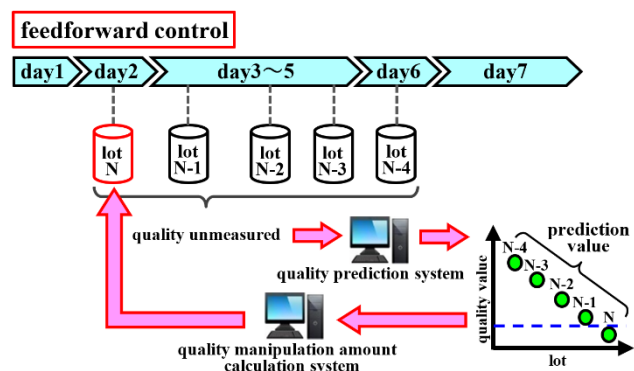 feedforward control
day1 day2 day3～5 day6 day7
lot N
lot N-1
lot N-2
lot N-3
lot N-4
quality unmeasured
quality prediction system
prediction value
N-4
N-3
N-2
N-1
N
quality value
lot
quality manipulation amount
calculation system